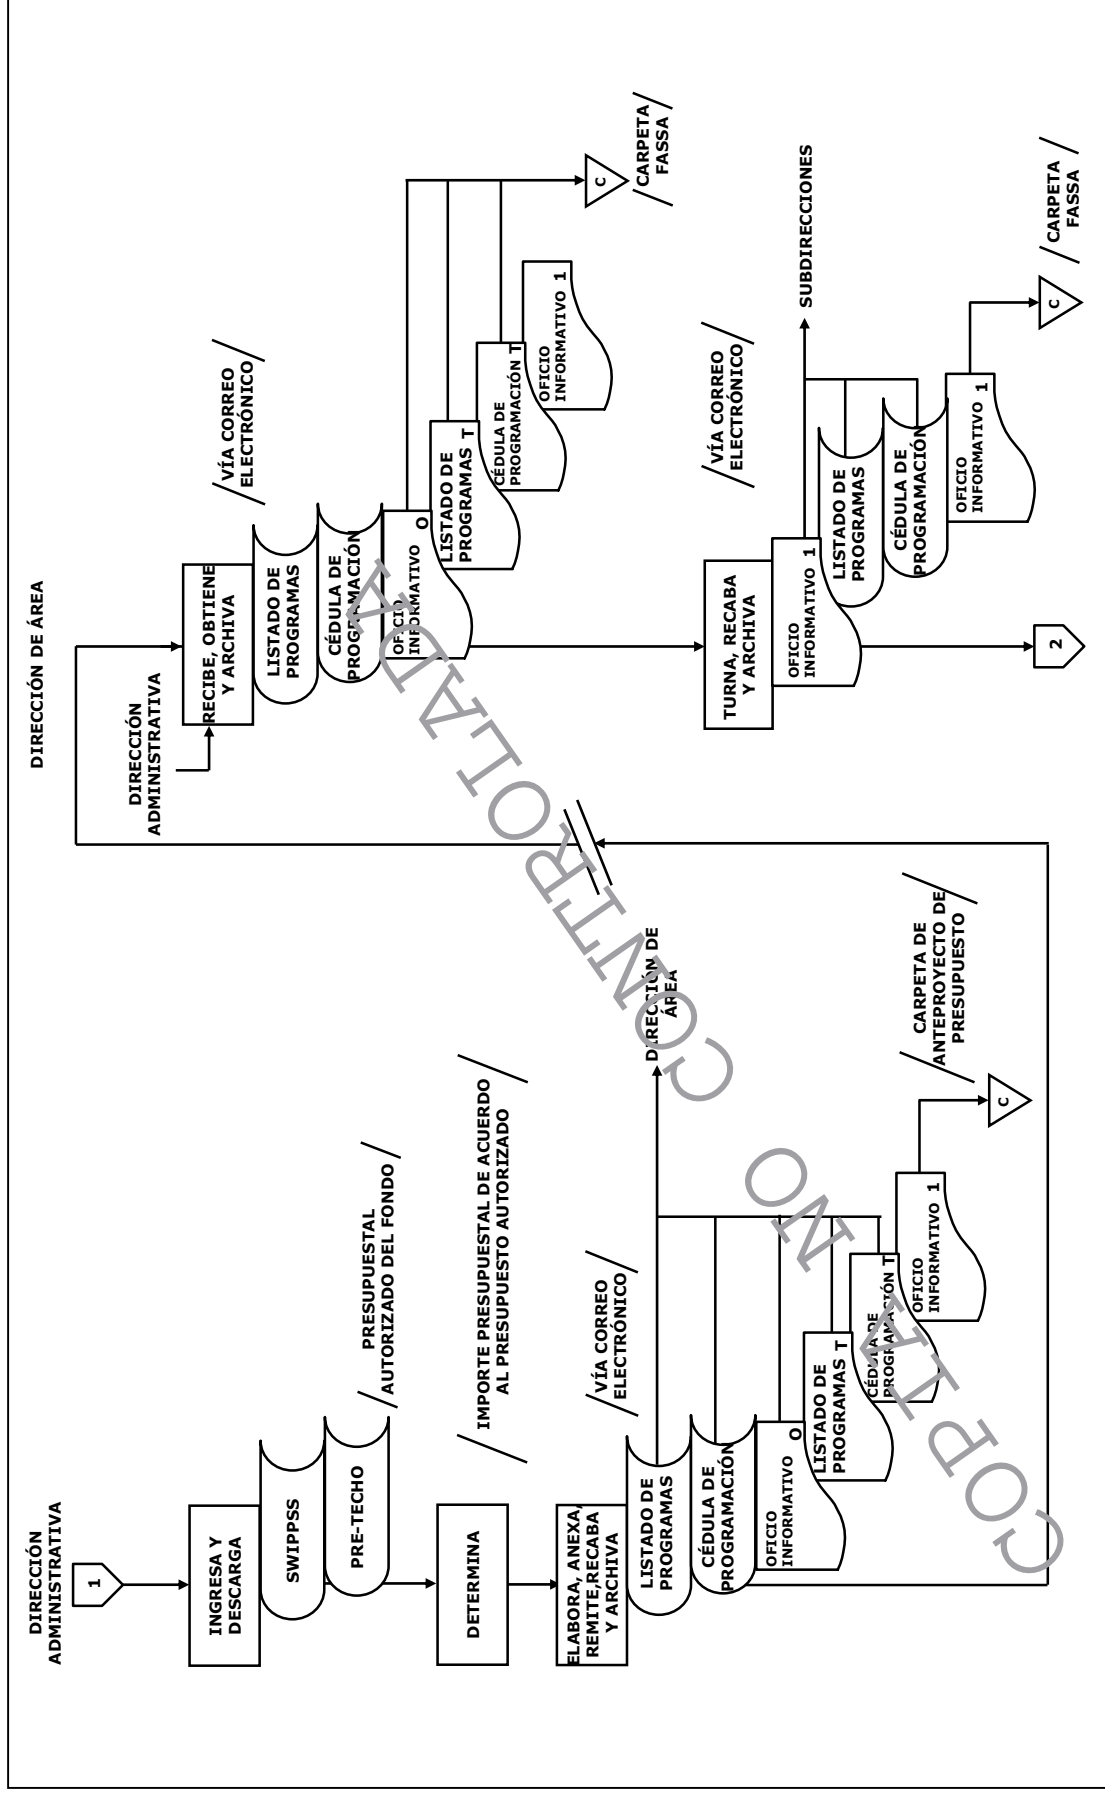 DIRECCIÓN
ADMINISTRATIVA
1
INGRESA Y
DESCARGA
SWIPPSS
PRE-TECHO
PRESUPUESTAL
AUTORIZADO DEL FONDO
DETERMINA
IMPORTE PRESUPUESTAL DE ACUERDO
AL PRESUPUESTO AUTORIZADO
ELABORA, ANEXA,
REMITE,RECABA
Y ARCHIVA
VÍA CORREO
ELECTRÓNICO
LISTADO DE
PROGRAMAS
CÉDULA DE
PROGRAMACIÓN
OFICIO
INFORMATIVO O
LISTADO DE
PROGRAMAS T
CÉDULA DE
PROGRAMACIÓN T
OFICIO
INFORMATIVO 1
DIRECCIÓN DE
ÁREA
C
CARPETA DE
ANTEPROYECTO DE
PRESUPUESTO
DIRECCIÓN DE ÁREA
DIRECCIÓN
ADMINISTRATIVA
RECIBE, OBTIENE
Y ARCHIVA
VÍA CORREO
ELECTRÓNICO
LISTADO DE
PROGRAMAS
CÉDULA DE
PROGRAMACIÓN
OFICIO
INFORMATIVO O
LISTADO DE
PROGRAMAS T
CÉDULA DE
PROGRAMACIÓN T
OFICIO
INFORMATIVO 1
C
CARPETA
FASSA
TURNA, RECABA
Y ARCHIVA
VÍA CORREO
ELECTRÓNICO
OFICIO
INFORMATIVO 1
LISTADO DE
PROGRAMAS
CÉDULA DE
PROGRAMACIÓN
OFICIO
INFORMATIVO 1
SUBDIRECCIONES
C
CARPETA
FASSA
2
COPIA NO CONTROLADA